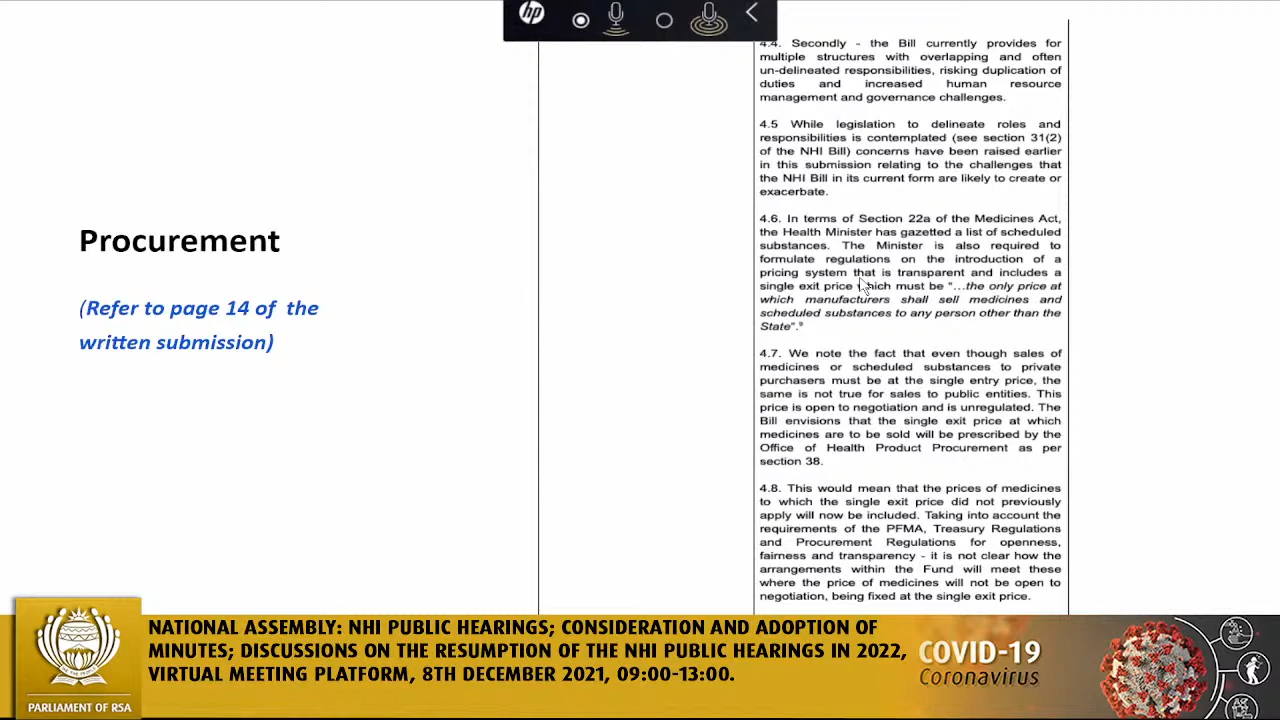 hp
4.4. Secondly - the Bill currently provides for
multiple structures with overlapping and often
un-delineated responsibilities, risking duplication of
duties and increased human resource
management and governance challenges.
4.5 While legislation to delineate roles and
responsibilities is contemplated (see section 31(2)
of the NHI Bill) concerns have been raised earlier
in this submission relating to the challenges that
the NHI Bill in its current form are likely to create or
exacerbate.
Procurement
(Refer to page 14 of the
written submission)
4.6. In terms of Section 22a of the Medicines Act,
the Health Minister has gazetted a list of scheduled
substances. The Minister is also required to
formulate regulations on the introduction of a
pricing system that is transparent and includes a
single exit price which must be “…the only price at
which manufacturers shall sell medicines and
scheduled substances to any person other than the
State”.⁹
4.7. We note the fact that even though sales of
medicines or scheduled substances to private
purchasers must be at the single entry price, the
same is not true for sales to public entities. This
price is open to negotiation and is unregulated. The
Bill envisions that the single exit price at which
medicines are to be sold will be prescribed by the
Office of Health Product Procurement as per
section 38.
4.8. This would mean that the prices of medicines
to which the single exit price did not previously
apply will now be included. Taking into account the
requirements of the PFMA, Treasury Regulations
and Procurement Regulations for openness,
fairness and transparency - it is not clear how the
arrangements within the Fund will meet these
where the price of medicines will not be open to
negotiation, being fixed at the single exit price.
PARLIAMENT OF RSA
NATIONAL ASSEMBLY: NHI PUBLIC HEARINGS; CONSIDERATION AND ADOPTION OF
MINUTES; DISCUSSIONS ON THE RESUMPTION OF THE NHI PUBLIC HEARINGS IN 2022,
VIRTUAL MEETING PLATFORM, 8TH DECEMBER 2021, 09:00-13:00.
COVID-19
Coronavirus